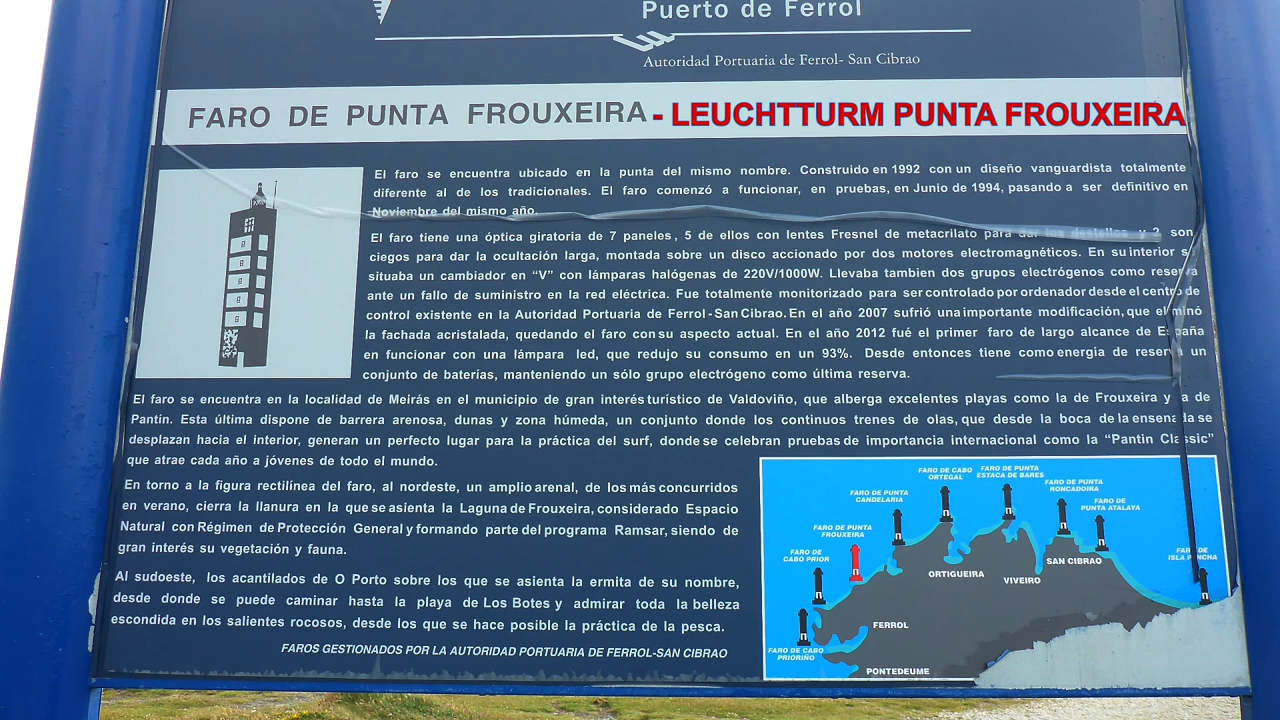 Puerto de Ferrol
Autoridad Portuaria de Ferrol- San Cibrao
FARO DE PUNTA FROUXEIRA - LEUCHTTURM PUNTA FROUXEIRA
El faro se encuentra ubicado en la punta del mismo nombre. Construido en 1992 con un diseño vanguardista totalmente
diferente al de los tradicionales. El faro comenzó a funcionar, en pruebas, en Junio de 1994, pasando a ser definitivo en
Noviembre del mismo año.
El faro tiene una óptica giratoria de 7 paneles, 5 de ellos con lentes Fresnel de metacrilato para dar los destellos y 2 son
ciegos para dar la ocultación larga, montada sobre un disco accionado por dos motores electromagnéticos. En su interior
situaba un cambiador en “V” con lámparas halógenas de 220V/1000W. Llevaba tambien dos grupos electrógenos como reserva
ante un fallo de suministro en la red eléctrica. Fue totalmente monitorizado para ser controlado por ordenador desde el centro de
control existente en la Autoridad Portuaria de Ferrol-San Cibrao. En el año 2007 sufrió una importante modificación, que eliminó
la fachada acristalada, quedando el faro con su aspecto actual. En el año 2012 fué el primer faro de largo alcance de España
en funcionar con una lámpara led, que redujo su consumo en un 93%. Desde entonces tiene como energía de reserva un
conjunto de baterías, manteniendo un sólo grupo electrógeno como última reserva.
El faro se encuentra en la localidad de Meirás en el municipio de gran interés turístico de Valdoviño, que alberga excelentes playas como la de Frouxeira y la de
Pantín. Esta última dispone de barrera arenosa, dunas y zona húmeda, un conjunto donde los continuos trenes de olas, que desde la boca de la ensenada se
desplazan hacia el interior, generan un perfecto lugar para la práctica del surf, donde se celebran pruebas de importancia internacional como la “Pantin Classic”
que atrae cada año a jóvenes de todo el mundo.
En torno a la figura rectilínea del faro, al nordeste, un amplio arenal, de los más concurridos
en verano, cierra la llanura en la que se asienta la Laguna de Frouxeira, considerado Espacio
Natural con Régimen de Protección General y formando parte del programa Ramsar, siendo de
gran interés su vegetación y fauna.
Al sudoeste, los acantilados de O Porto sobre los que se asienta la ermita de su nombre,
desde donde se puede caminar hasta la playa de Los Botes y admirar toda la belleza
escondida en los salientes rocosos, desde los que se hace posible la práctica de la pesca.
FAROS GESTIONADOS POR LA AUTORIDAD PORTUARIA DE FERROL-SAN CIBRAO
FARO DE CABO
ORTEGAL
FARO DE PUNTA
ESTACA DE BARES
FARO DE PUNTA
RONCADOIRA
FARO DE PUNTA
CANDELARIA
FARO DE
PUNTA ATALAYA
FARO DE PUNTA
FROUXEIRA
FARO DE
CABO PRIOR
FARO DE
ISLA PANCHA
SAN CIBRAO
ORTIGUEIRA
VIVEIRO
FERROL
FARO DE CABO
PRIORIÑO
PONTEDEUME